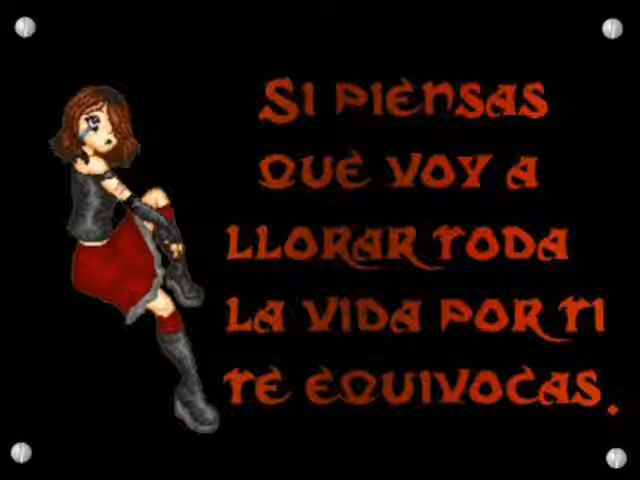 Si piensas
que voy a
llorar toda
la vida por ti
te equivocas.